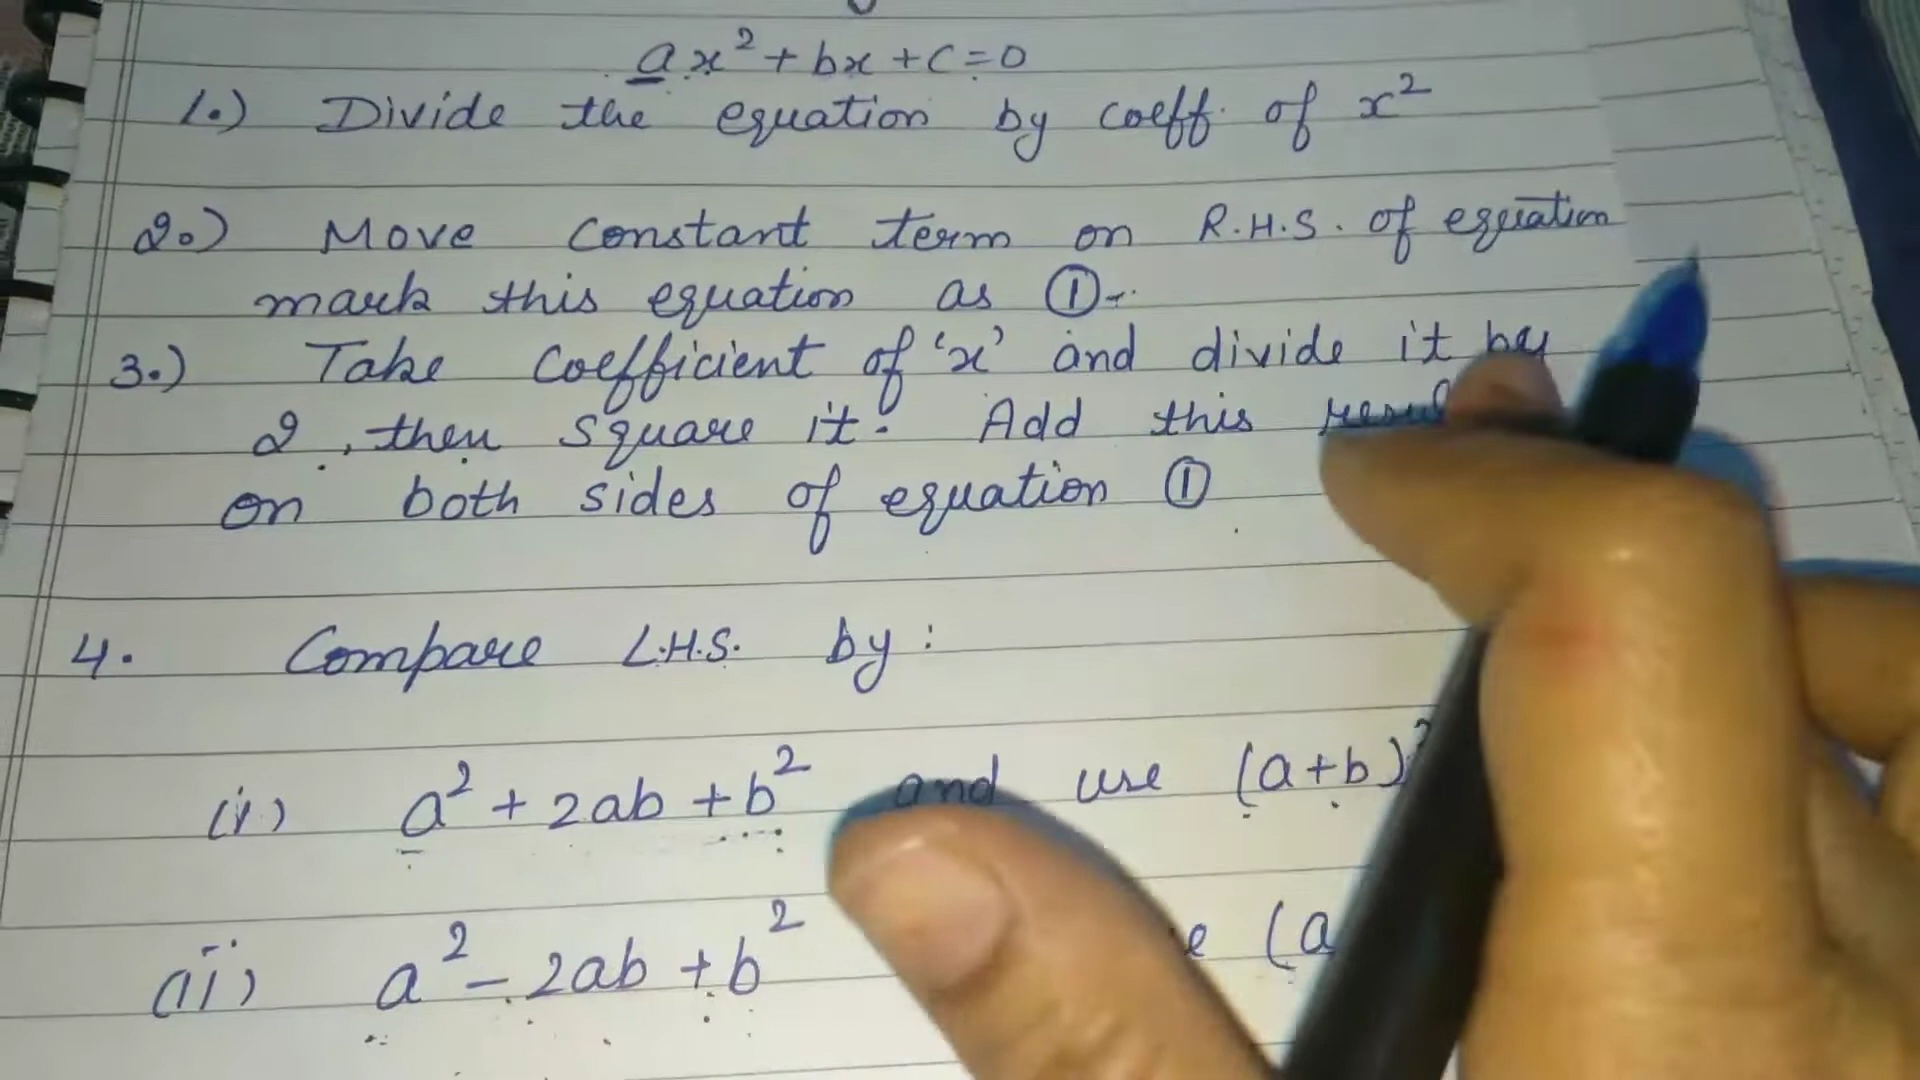 ax² + bx + c = 0
1.) Divide the equation by coeff. of x²
2.) Move constant term on R.H.S. of equation
mark this equation as ①
3.) Take coefficient of 'x' and divide it by
2, then square it. Add this
on both sides of equation ①
4. Compare L.H.S. by:
(i) a² + 2ab + b² and use (a+b)²
(ii) a² - 2ab + b² (a